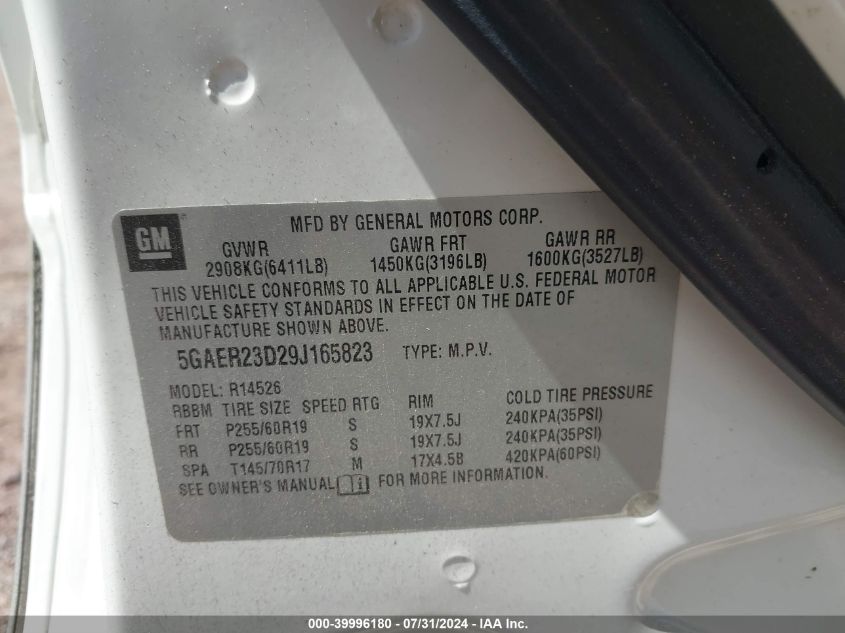 GM
MFD BY GENERAL MOTORS CORP.
GVWR GAWR FRT GAWR RR
2908KG(6411LB) 1450KG(3196LB) 1600KG(3527LB)
THIS VEHICLE CONFORMS TO ALL APPLICABLE U.S. FEDERAL MOTOR
VEHICLE SAFETY STANDARDS IN EFFECT ON THE DATE OF
MANUFACTURE SHOWN ABOVE.
5GAER23D29J165823 TYPE: M.P.V.
MODEL: R14526
RBBM TIRE SIZE SPEED RTG RIM COLD TIRE PRESSURE
FRT P255/60R19 S 19X7.5J 240KPA(35PSI)
RR P255/60R19 S 19X7.5J 240KPA(35PSI)
SPA T145/70R17 M 17X4.5B 420KPA(60PSI)
SEE OWNER'S MANUAL i FOR MORE INFORMATION.
000-39996180 - 07/31/2024 - IAAI.com